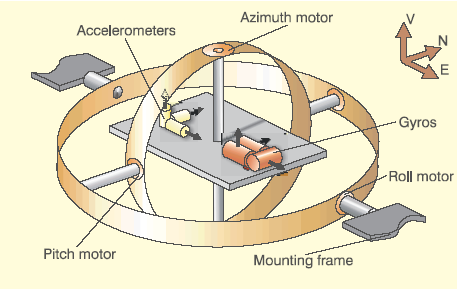 Azimuth motor
Accelerometers
V
N
E
Gyros
Roll motor
Pitch motor
Mounting frame